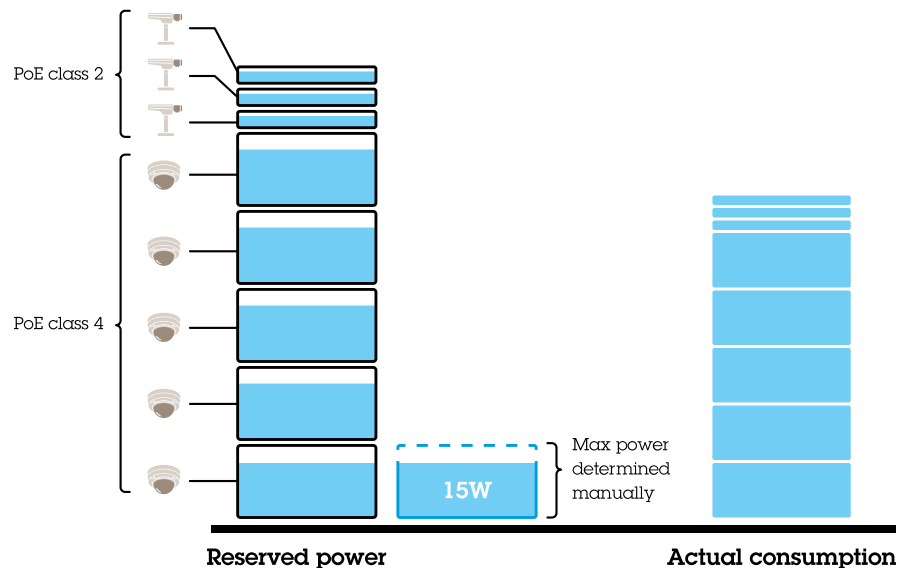 PoE class 2
PoE class 4
15W
Max power
determined
manually
Reserved power
Actual consumption